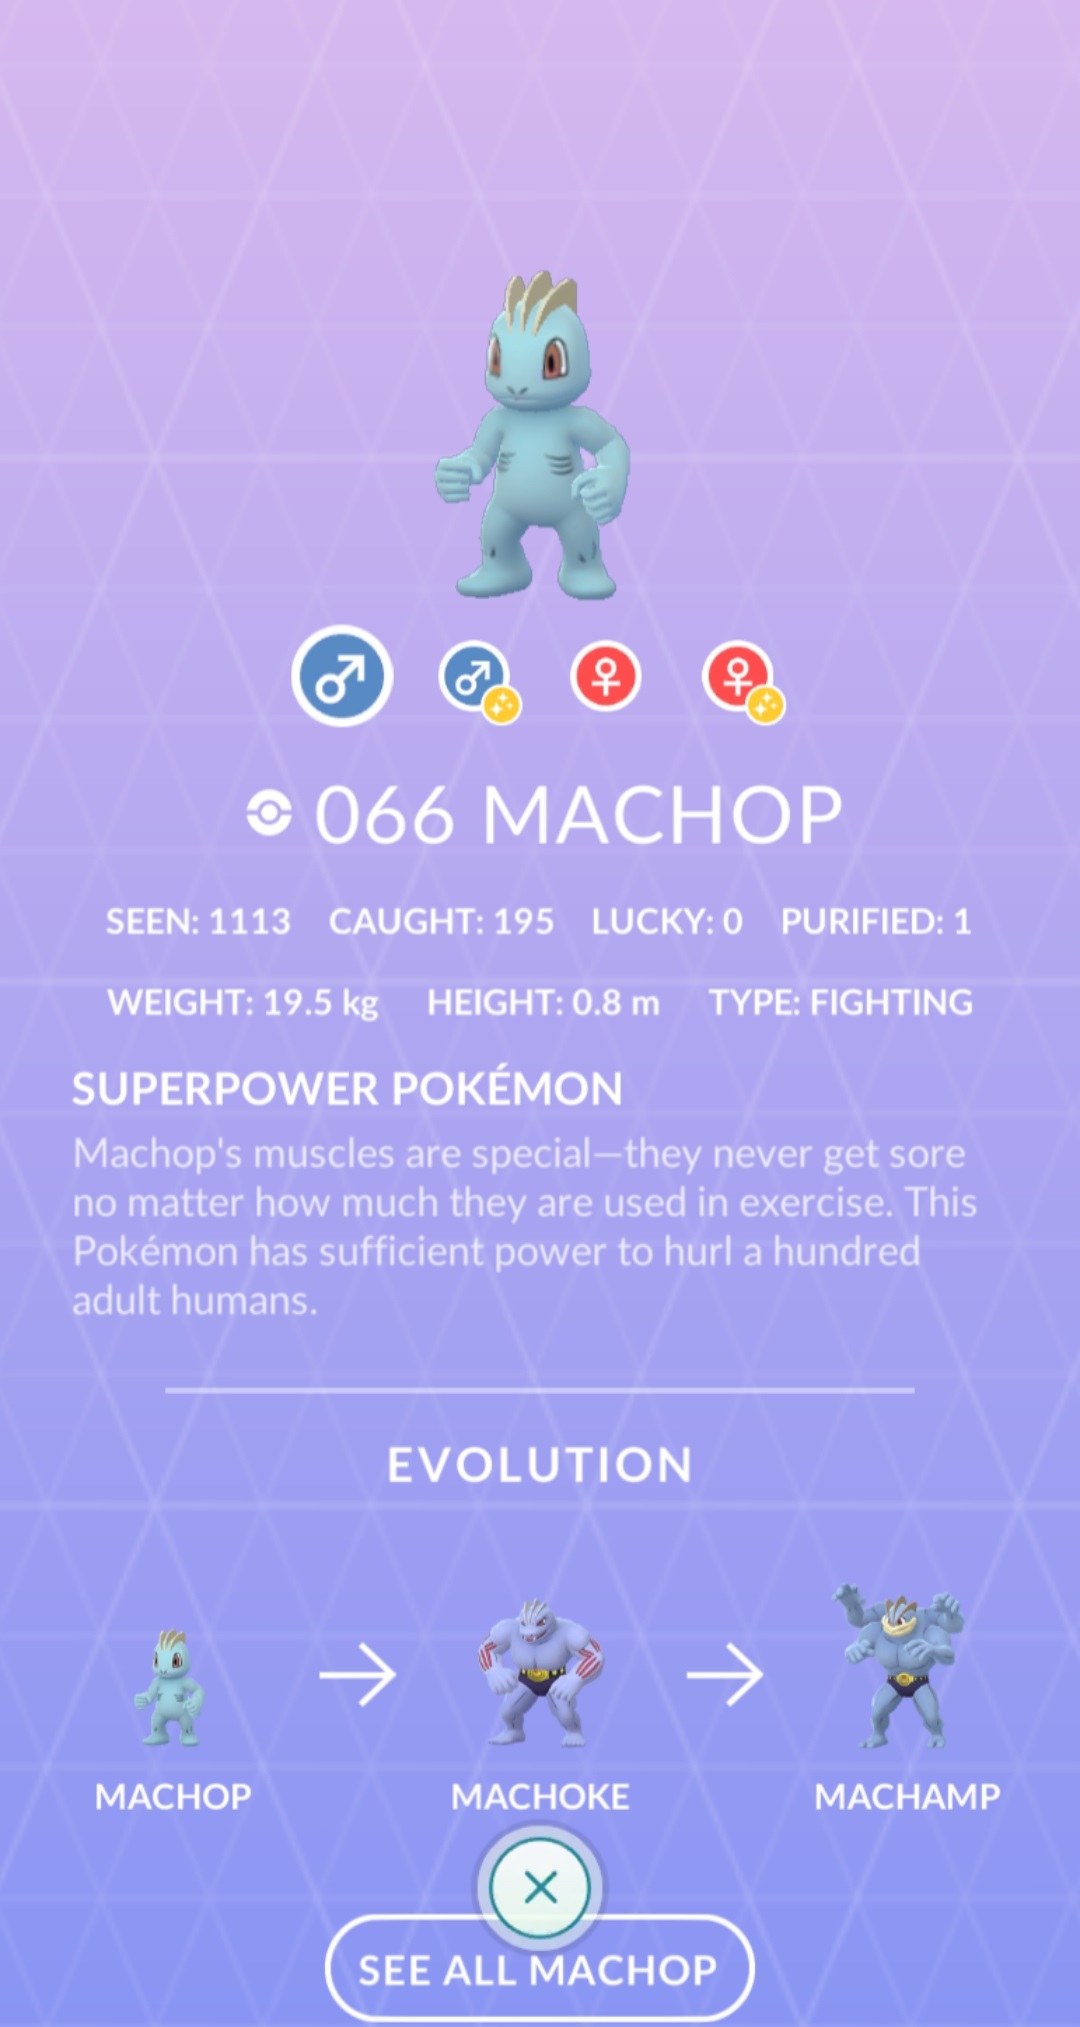 066 MACHOP
SEEN: 1113 CAUGHT: 195 LUCKY: 0 PURIFIED: 1
WEIGHT: 19.5 kg HEIGHT: 0.8 m TYPE: FIGHTING
SUPERPOWER POKÉMON
Machop's muscles are special—they never get sore
no matter how much they are used in exercise. This
Pokémon has sufficient power to hurl a hundred
adult humans.
EVOLUTION
MACHOP MACHOKE MACHAMP
SEE ALL MACHOP